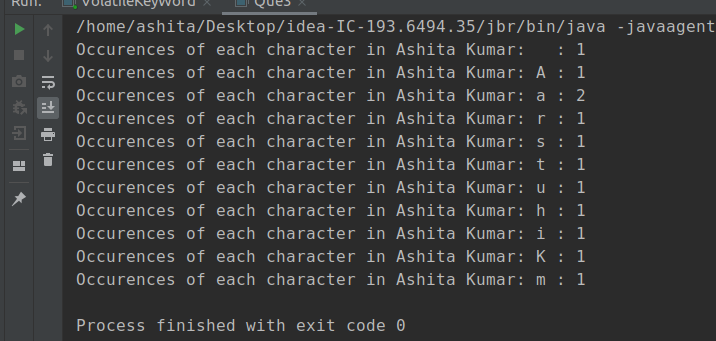 Run: VolatileKeyWord × Que3 ×
/home/ashita/Desktop/idea-IC-193.6494.35/jbr/bin/java -javaagent
Occurences of each character in Ashita Kumar:   : 1
Occurences of each character in Ashita Kumar: A : 1
Occurences of each character in Ashita Kumar: a : 2
Occurences of each character in Ashita Kumar: r : 1
Occurences of each character in Ashita Kumar: s : 1
Occurences of each character in Ashita Kumar: t : 1
Occurences of each character in Ashita Kumar: u : 1
Occurences of each character in Ashita Kumar: h : 1
Occurences of each character in Ashita Kumar: i : 1
Occurences of each character in Ashita Kumar: K : 1
Occurences of each character in Ashita Kumar: m : 1
Process finished with exit code 0